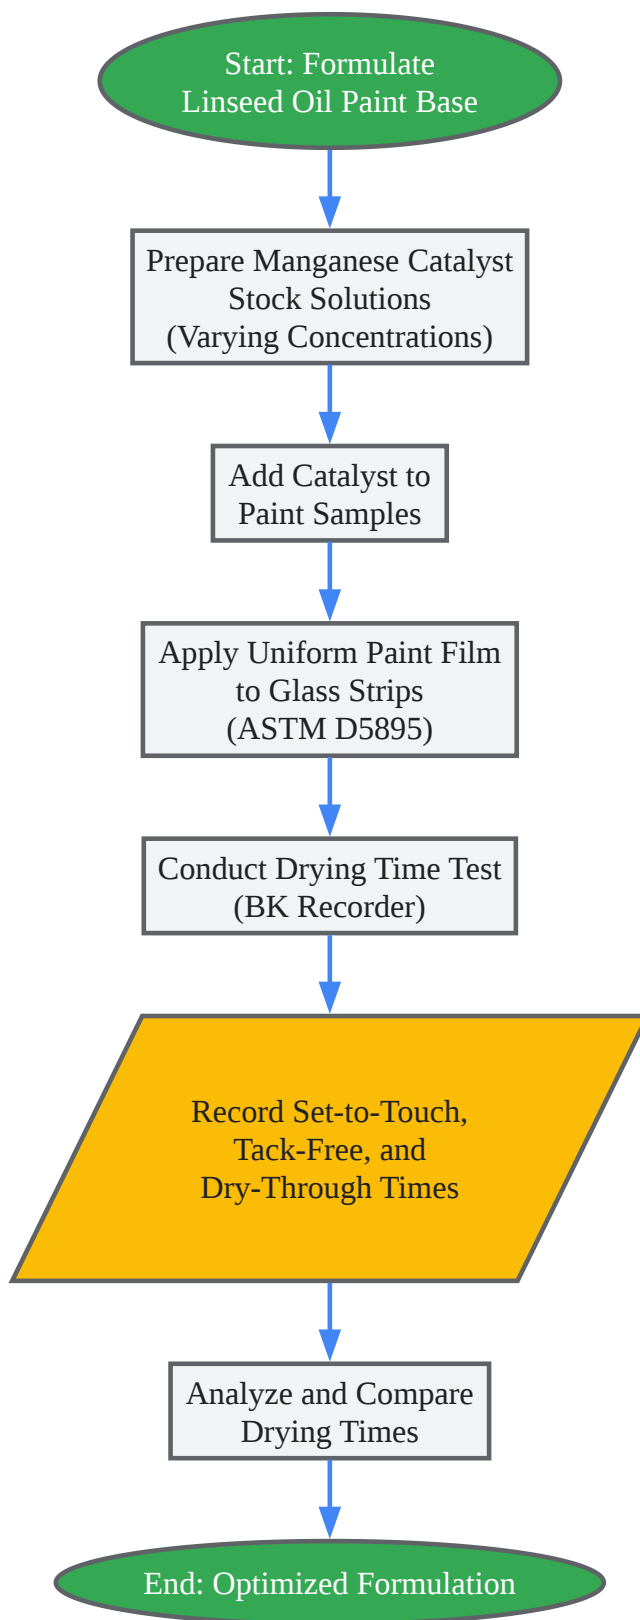 Start: Formulate
Linseed Oil Paint Base
Prepare Manganese Catalyst
Stock Solutions
(Varying Concentrations)
Add Catalyst to
Paint Samples
Apply Uniform Paint Film
to Glass Strips
(ASTM D5895)
Conduct Drying Time Test
(BK Recorder)
Record Set-to-Touch,
Tack-Free, and
Dry-Through Times
Analyze and Compare
Drying Times
End: Optimized Formulation